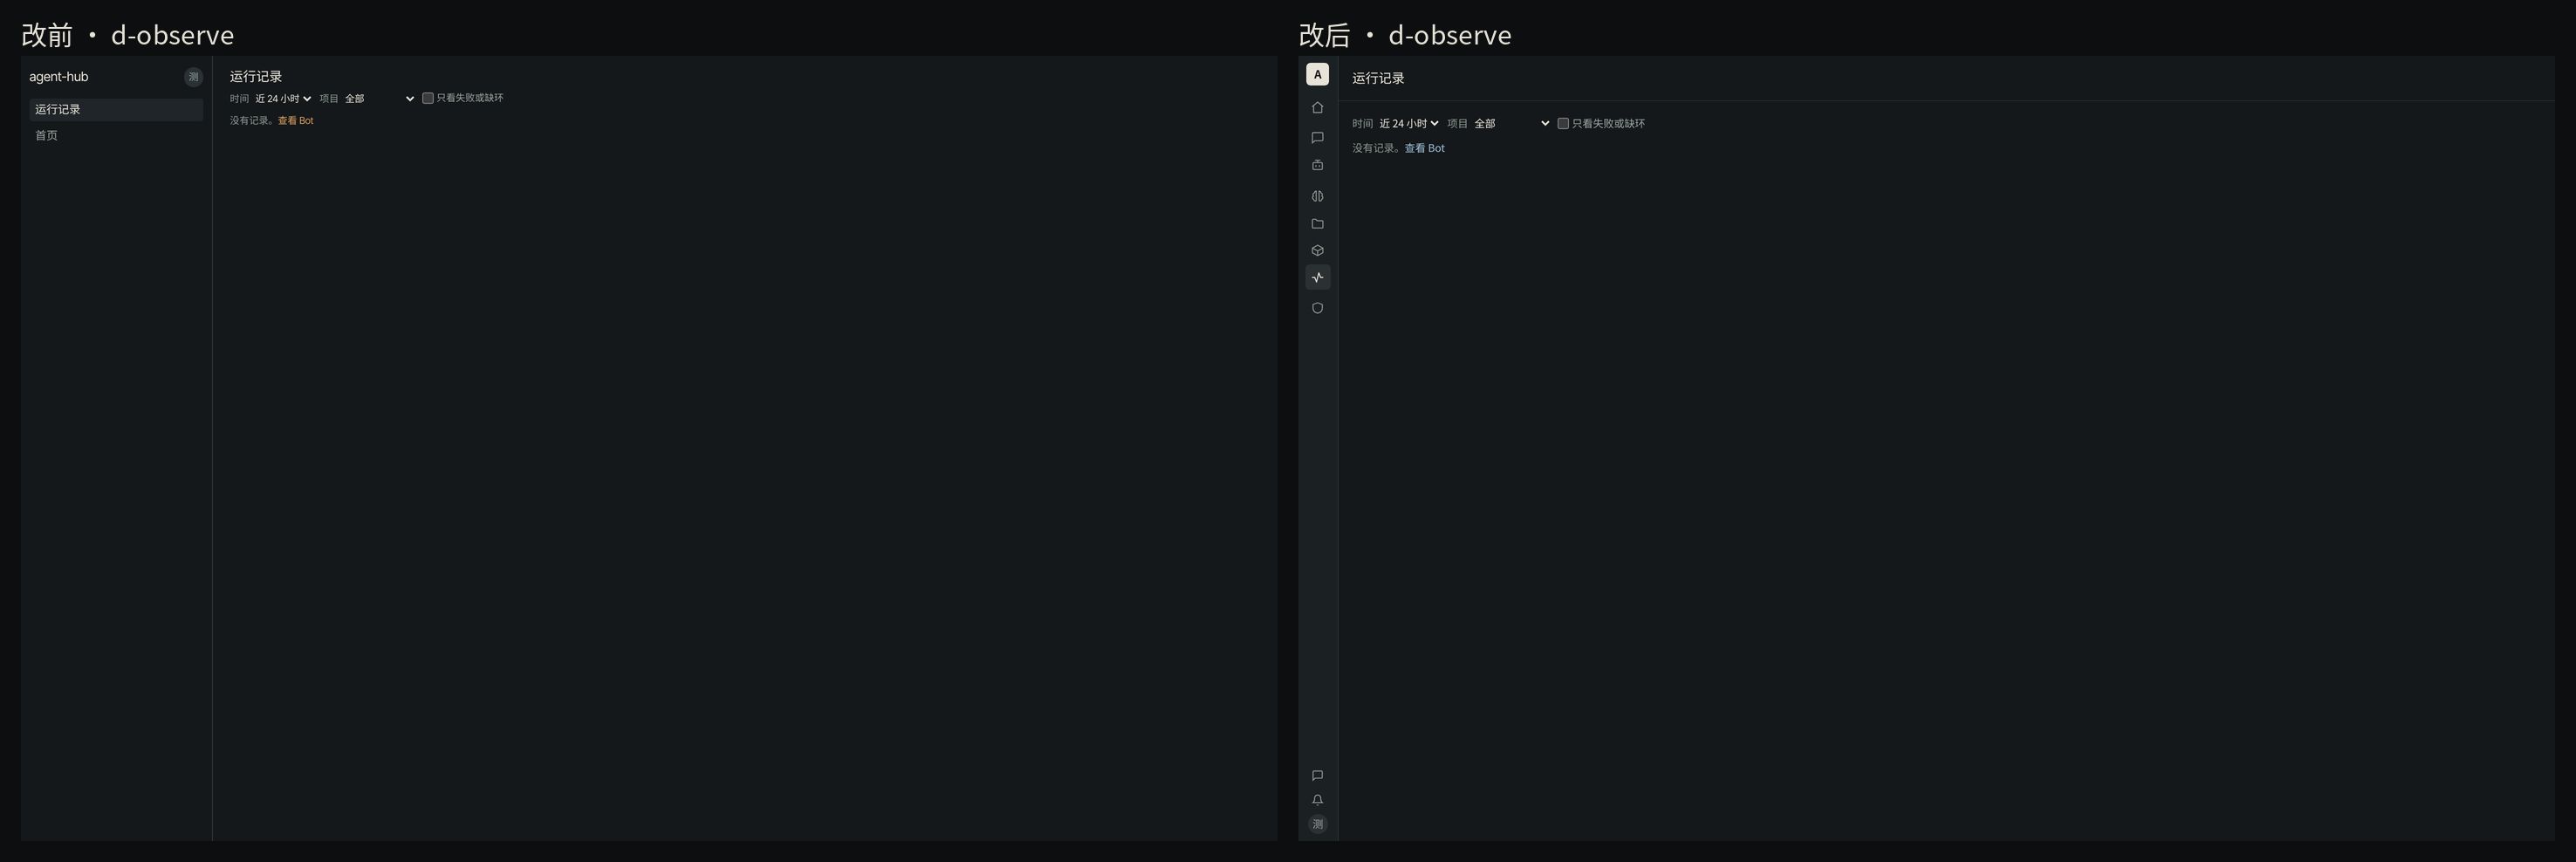 改前 · d-observe
agent-hub 测
运行记录
首页
运行记录
时间 近 24 小时 项目 全部 只看失败或缺环
没有记录。查看 Bot
改后 · d-observe
A
运行记录
时间 近 24 小时 项目 全部 只看失败或缺环
没有记录。查看 Bot
测